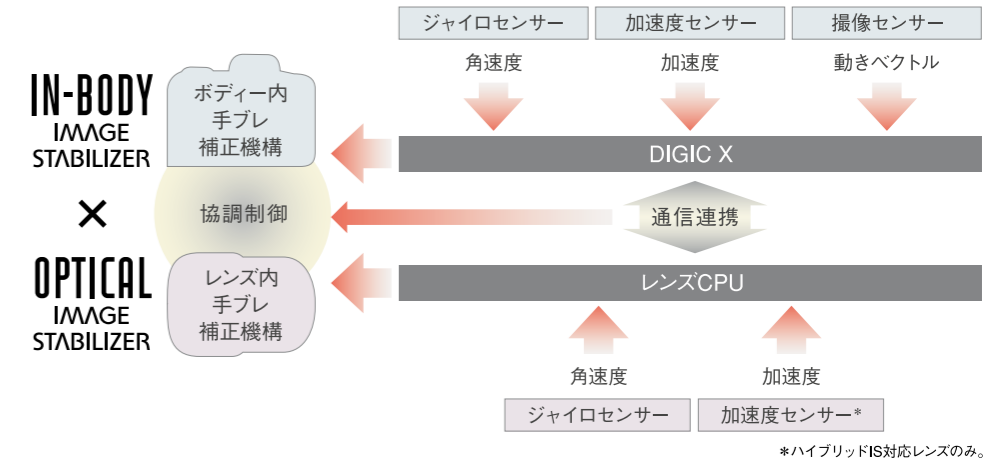 ジャイロセンサー
加速度センサー
撮像センサー
角速度
加速度
動きベクトル
IN-BODY
IMAGE
STABILIZER
ボディー内
手ブレ
補正機構
DIGIC X
×
協調制御
通信連携
OPTICAL
IMAGE
STABILIZER
レンズ内
手ブレ
補正機構
レンズCPU
角速度
加速度
ジャイロセンサー
加速度センサー*
*ハイブリッドIS対応レンズのみ。